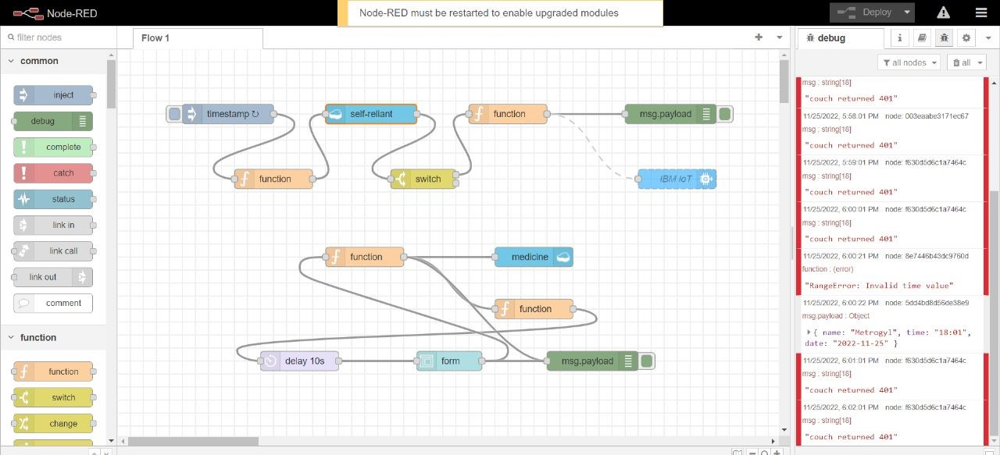 Node-RED
Node-RED must be restarted to enable upgraded modules
Deploy
filter nodes
common
inject
debug
complete
catch
status
link in
link call
link out
comment
function
function
switch
change
Flow 1
timestamp ↻
self-reliant
function
msg.payload
function
switch
IBM IoT
function
medicine
function
delay 10s
form
msg.payload
debug
all nodes
all
msg : string[18]
"couch returned 401"
11/25/2022, 5:58:01 PM node: 003eaabe3171ec67
msg : string[18]
"couch returned 401"
11/25/2022, 5:59:01 PM node: f630d5d6c1a7464c
msg : string[18]
"couch returned 401"
11/25/2022, 6:00:01 PM node: f630d5d6c1a7464c
msg : string[18]
"couch returned 401"
11/25/2022, 6:00:21 PM node: 8e7446b43dc9760d
function : (error)
"RangeError: Invalid time value"
11/25/2022, 6:00:22 PM node: 5dd4bd8d56de38e9
msg.payload : Object
{ name: "Metrogyl", time: "18:01",
date: "2022-11-25" }
11/25/2022, 6:01:01 PM node: f630d5d6c1a7464c
msg : string[18]
"couch returned 401"
11/25/2022, 6:02:01 PM node: f630d5d6c1a7464c
msg : string[18]
"couch returned 401"